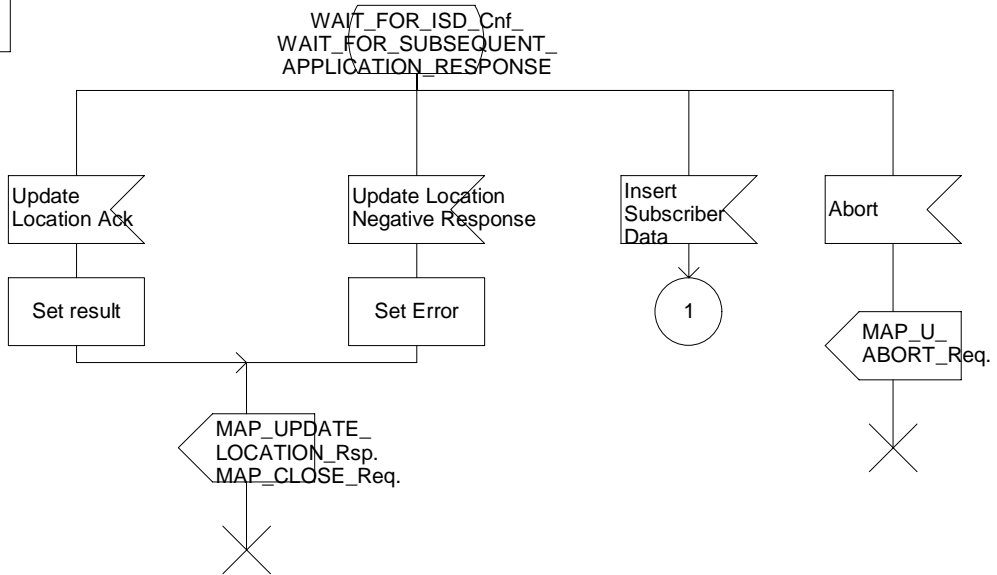 WAIT_FOR_ISD_Cnf_
WAIT_FOR_SUBSEQUENT_
APPLICATION_RESPONSE
Update
Location Ack
Update Location
Negative Response
Insert
Subscriber
Data
Abort
Set result
Set Error
1
MAP_U_
ABORT_Req.
MAP_UPDATE_
LOCATION_Rsp.
MAP_CLOSE_Req.